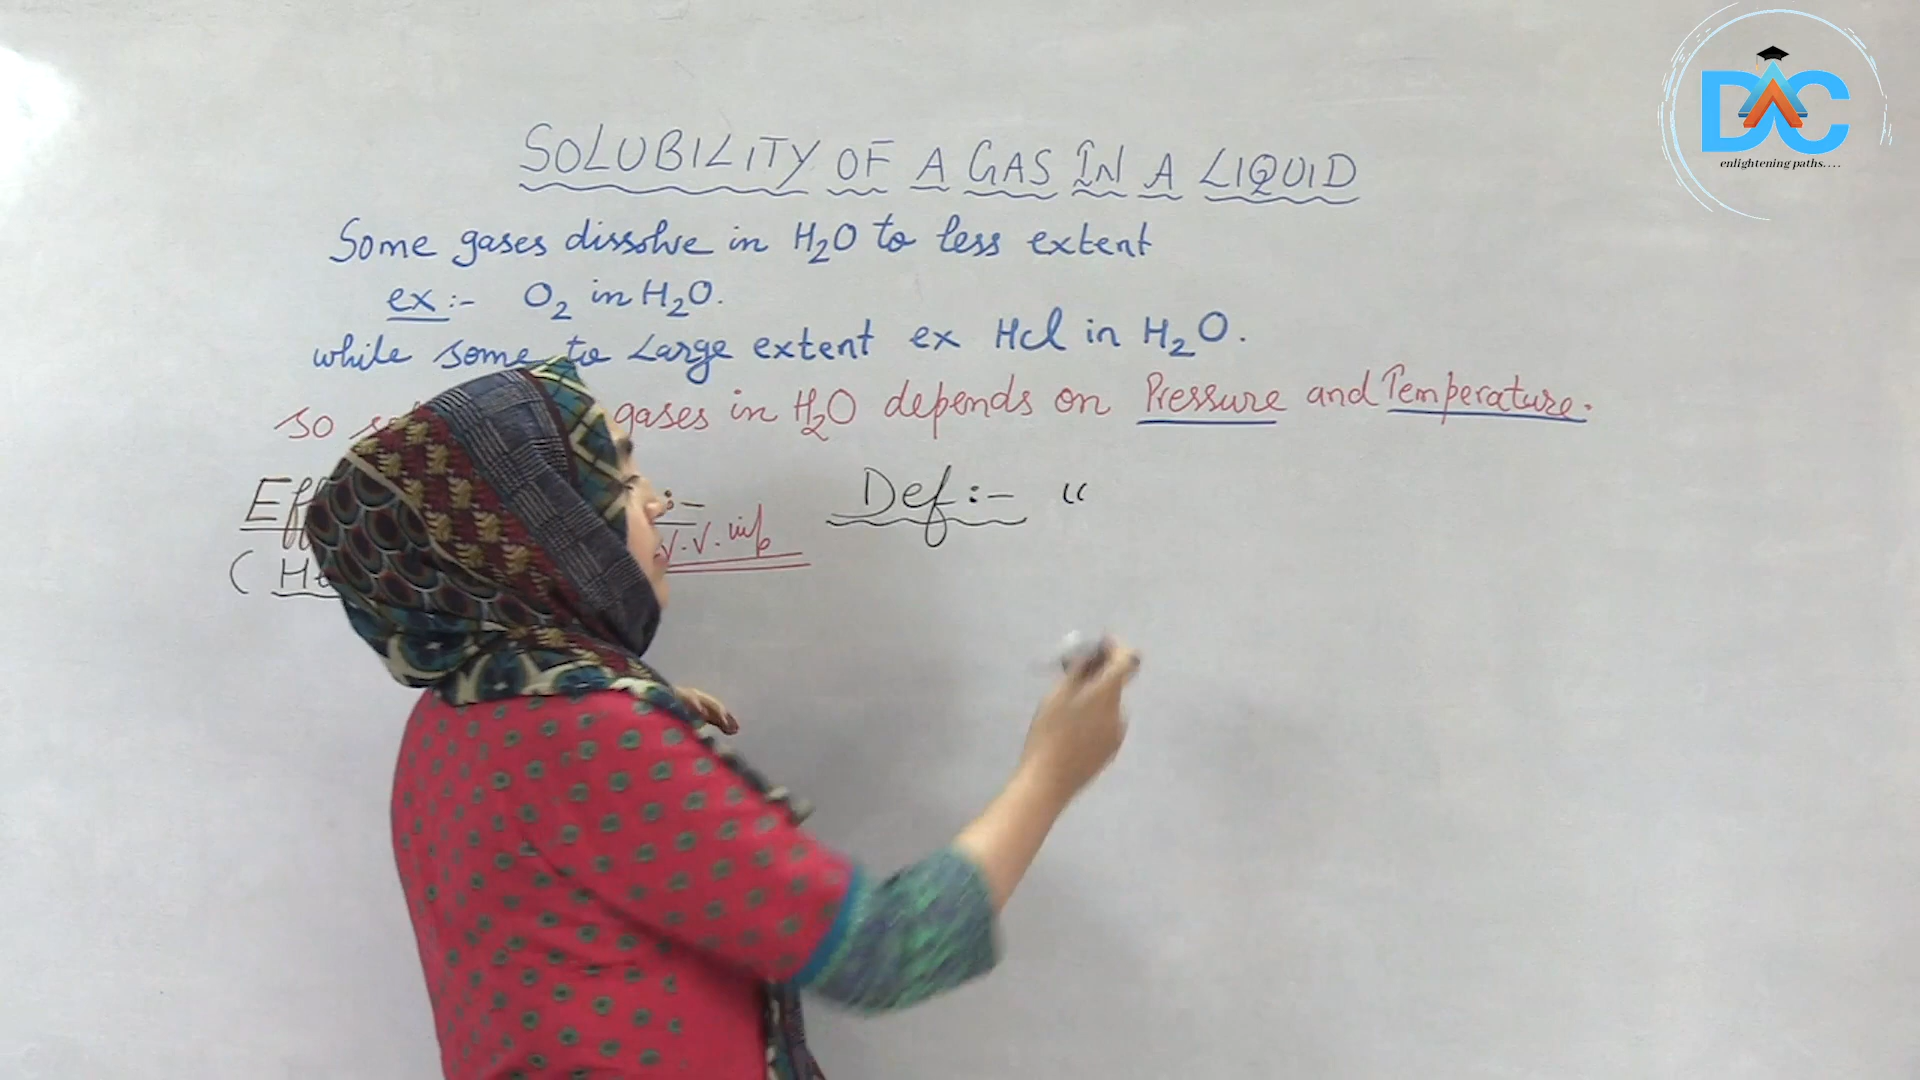 DAC
enlightening paths....
SOLUBILITY OF A GAS IN A LIQUID
Some gases dissolve in H2O to less extent
ex:- O2 in H2O.
while some to Large extent ex Hcl in H2O.
so gases in H2O depends on Pressure and Temperature.
:- Def:- "
V.V.imp
(